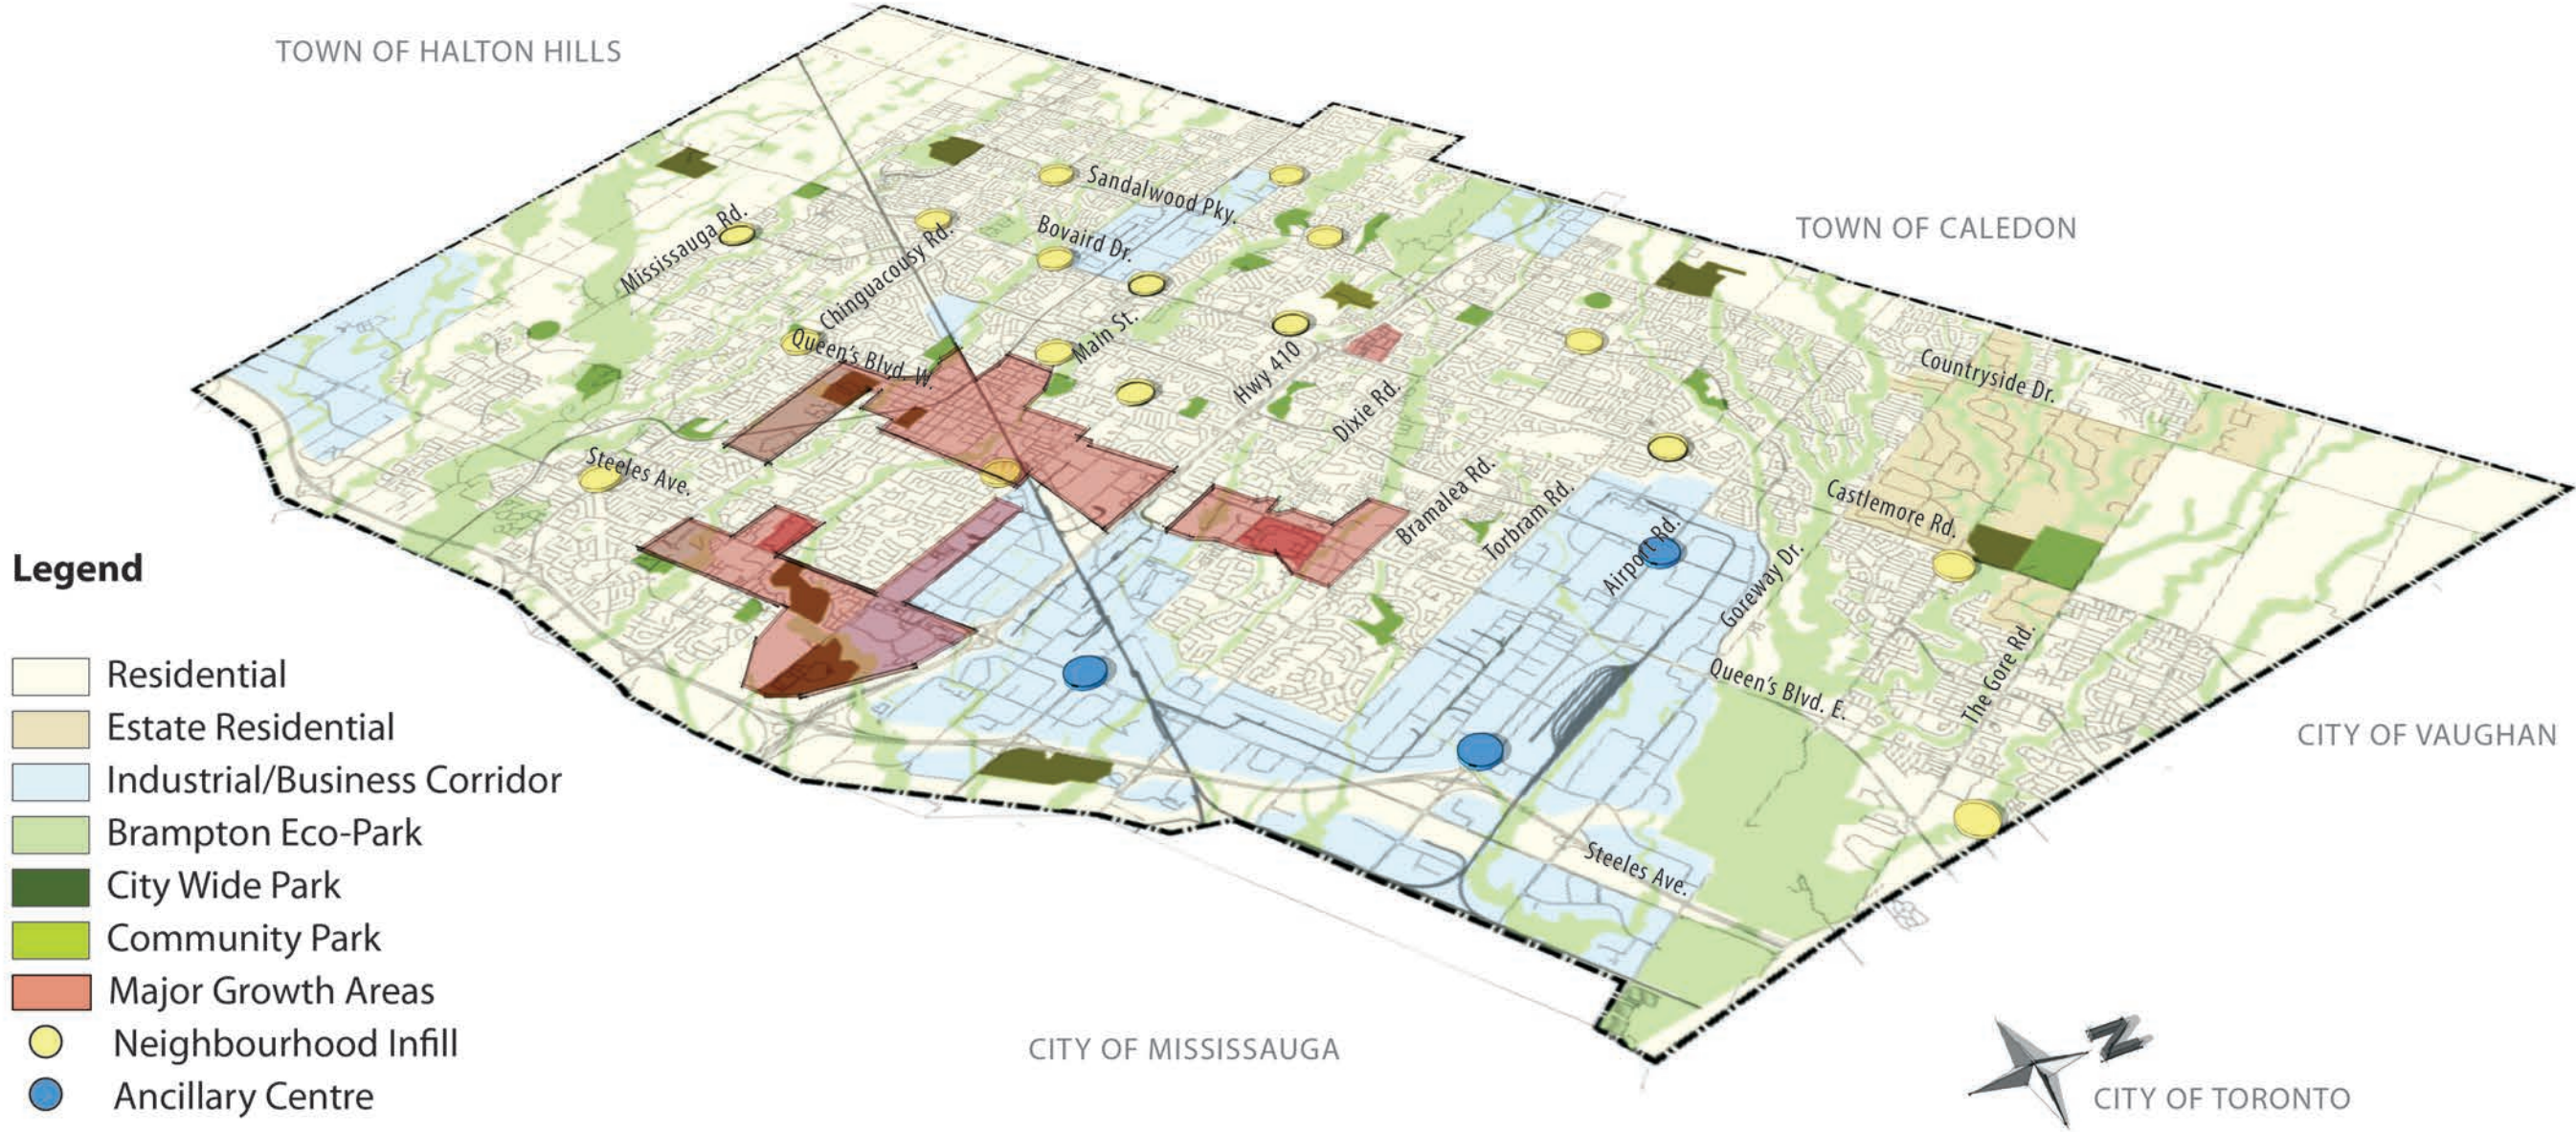 TOWN OF HALTON HILLS
Sandalwood Pky.
Mississauga Rd.
Bovaird Dr.
TOWN OF CALEDON
Chinguacousy Rd.
Main St.
Queen's Blvd. W.
Hwy 410
Dixie Rd.
Countryside Dr.
Steeles Ave.
Bramalea Rd.
Torbram Rd.
Castlemore Rd.
Airport Rd.
Goreway Dr.
Queen's Blvd. E.
The Gore Rd.
CITY OF VAUGHAN
Steeles Ave.
Legend
Residential
Estate Residential
Industrial/Business Corridor
Brampton Eco-Park
City Wide Park
Community Park
Major Growth Areas
Neighbourhood Infill
Ancillary Centre
CITY OF MISSISSAUGA
N
CITY OF TORONTO